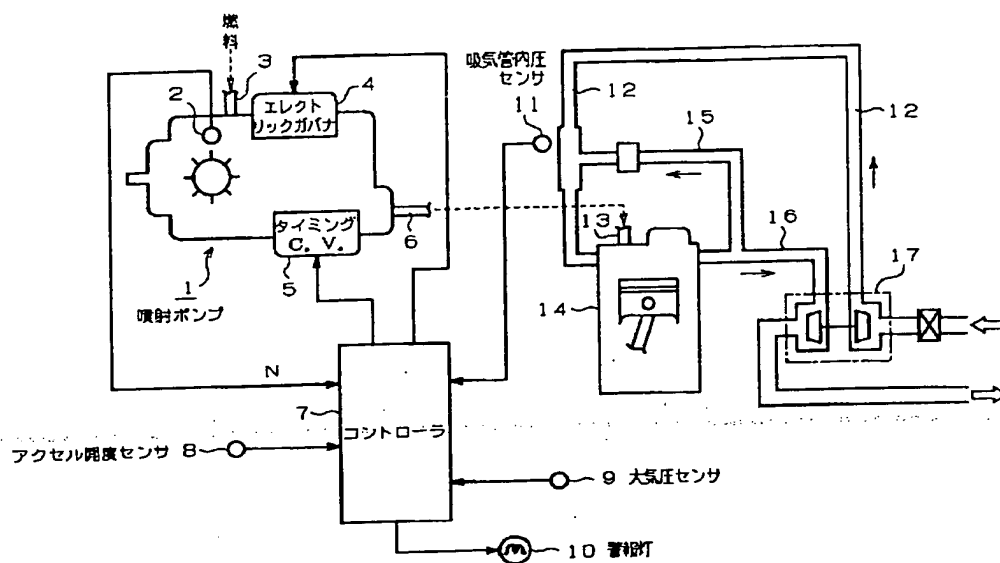 燃
料
3
2
エレクト
リックガバナ
4
吸気管内圧
センサ
11
12
12
15
タイミング
C. V.
5
6
13
16
17
1
噴射ポンプ
14
N
7
コントローラ
アクセル開度センサ 8
9 大気圧センサ
10 警報灯